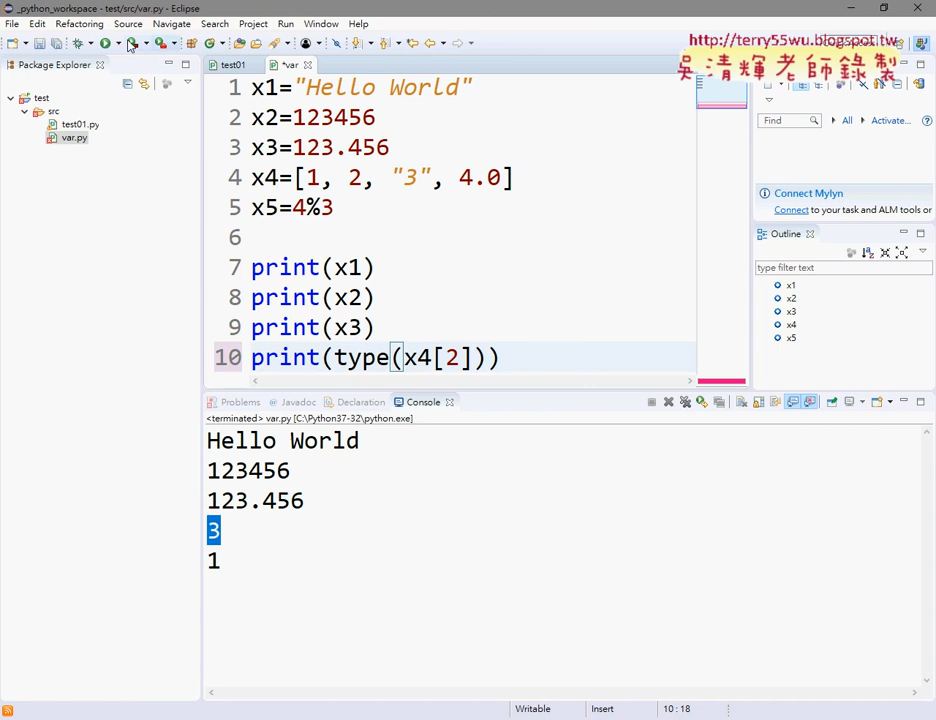 _python_workspace - test/src/var.py - Eclipse
File Edit Refactoring Source Navigate Search Project Run Window Help
http://terry55wu.blogspot.tw
吳清輝老師錄製
Package Explorer
test01
*var
test
src
test01.py
var.py
1 x1="Hello World"
2 x2=123456
3 x3=123.456
4 x4=[1, 2, "3", 4.0]
5 x5=4%3
6
7 print(x1)
8 print(x2)
9 print(x3)
10 print(type(x4[2]))
Find All Activate...
Connect Mylyn
Connect to your task and ALM tools or
Outline
type filter text
x1
x2
x3
x4
x5
Problems Javadoc Declaration Console
<terminated> var.py [C:\Python37-32\python.exe]
Hello World
123456
123.456
3
1
Writable Insert 10 : 18